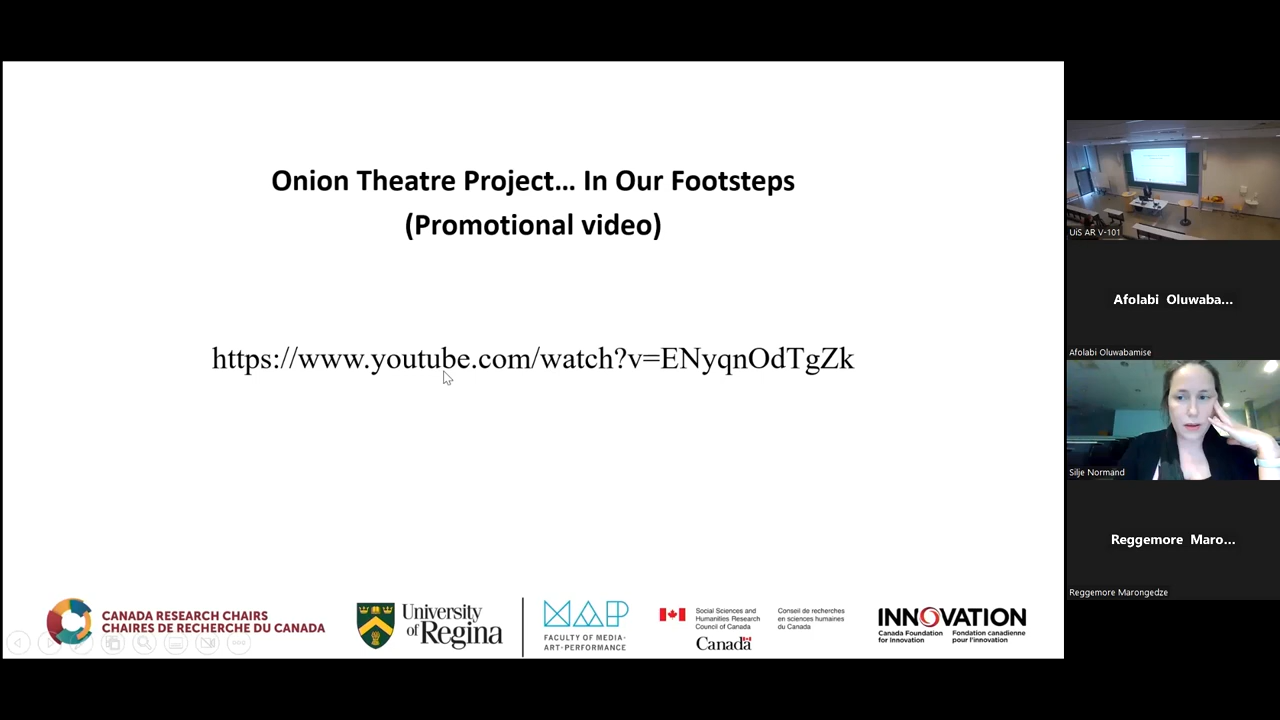 Onion Theatre Project... In Our Footsteps
(Promotional video)
https://www.youtube.com/watch?v=ENyqnOdTgZk
CANADA RESEARCH CHAIRS
CHAIRES DE RECHERCHE DU CANADA
University
of Regina
MAP
FACULTY OF MEDIA·
ART·PERFORMANCE
Social Sciences and
Humanities Research
Council of Canada
Conseil de recherches
en sciences humaines
du Canada
Canada
INNOVATION
Canada Foundation
for Innovation
Fondation canadienne
pour l'innovation
UiS AR V-101
Afolabi Oluwaba...
Afolabi Oluwabamise
Silje Normand
Reggemore Maro...
Reggemore Marongedze